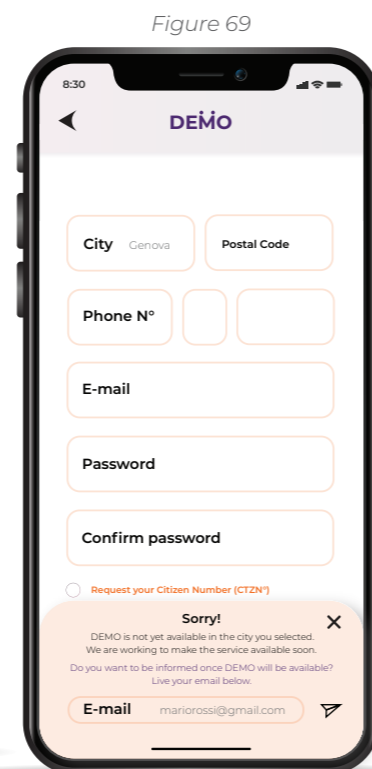 Figure 69
8:30
DEMO
City Genova Postal Code
Phone N°
E-mail
Password
Confirm password
Request your Citizen Number (CTZN°)
Sorry!
DEMO is not yet available in the city you selected.
We are working to make the service available soon.
Do you want to be informed once DEMO will be available?
Live your email below.
E-mail mariorossi@gmail.com